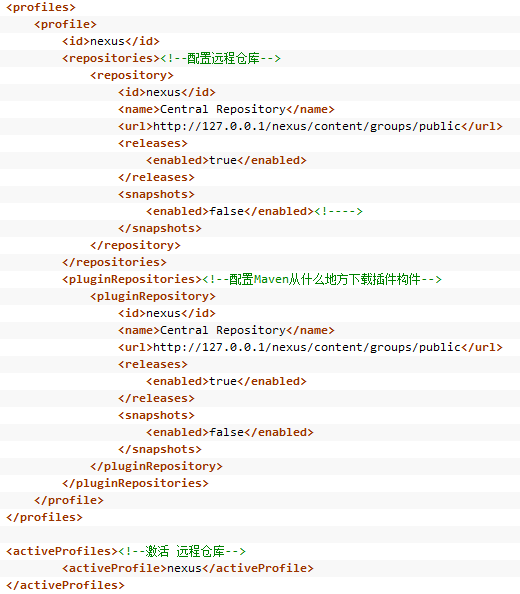 <profiles>
    <profile>
        <id>nexus</id>
        <repositories><!--配置远程仓库-->
            <repository>
                <id>nexus</id>
                <name>Central Repository</name>
                <url>http://127.0.0.1/nexus/content/groups/public</url>
                <releases>
                    <enabled>true</enabled>
                </releases>
                <snapshots>
                    <enabled>false</enabled><!---->
                </snapshots>
            </repository>
        </repositories>
        <pluginRepositories><!--配置Maven从什么地方下载插件构件-->
            <pluginRepository>
                <id>nexus</id>
                <name>Central Repository</name>
                <url>http://127.0.0.1/nexus/content/groups/public</url>
                <releases>
                    <enabled>true</enabled>
                </releases>
                <snapshots>
                    <enabled>false</enabled>
                </snapshots>
            </pluginRepository>
        </pluginRepositories>
    </profile>
</profiles>

<activeProfiles><!--激活 远程仓库-->
        <activeProfile>nexus</activeProfile>
</activeProfiles>